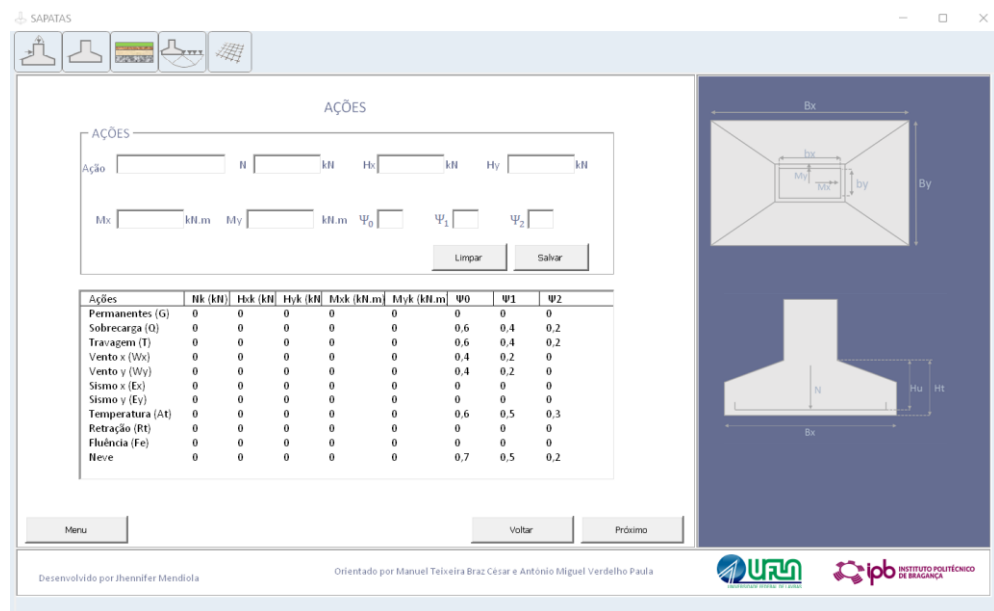 SAPATAS
AÇÕES
AÇÕES
Ação N kN Hx kN Hy kN
Mx kN.m My kN.m Ψ0 Ψ1 Ψ2
Limpar Salvar
Ações Nk (kN) Hxk (kN Hyk (kN Mxk (kN.m) Myk (kN.m Ψ0 Ψ1 Ψ2
Permanentes (G) 0 0 0 0 0 0 0 0
Sobrecarga (Q) 0 0 0 0 0 0,6 0,4 0,2
Travagem (T) 0 0 0 0 0 0,6 0,4 0,2
Vento x (Wx) 0 0 0 0 0 0,4 0,2 0
Vento y (Wy) 0 0 0 0 0 0,4 0,2 0
Sismo x (Ex) 0 0 0 0 0 0 0 0
Sismo y (Ey) 0 0 0 0 0 0 0 0
Temperatura (At) 0 0 0 0 0 0,6 0,5 0,3
Retração (Rt) 0 0 0 0 0 0 0 0
Fluência (Fe) 0 0 0 0 0 0 0 0
Neve 0 0 0 0 0 0,7 0,5 0,2
Menu Voltar Próximo
Bx
bx
My
Mx
by
By
N
Hu Ht
Bx
Desenvolvido por Jhennifer Mendiola
Orientado por Manuel Teixeira Braz César e António Miguel Verdelho Paula
UFLA
UNIVERSIDADE FEDERAL DE LAVRAS
ipb INSTITUTO POLITÉCNICO
DE BRAGANÇA